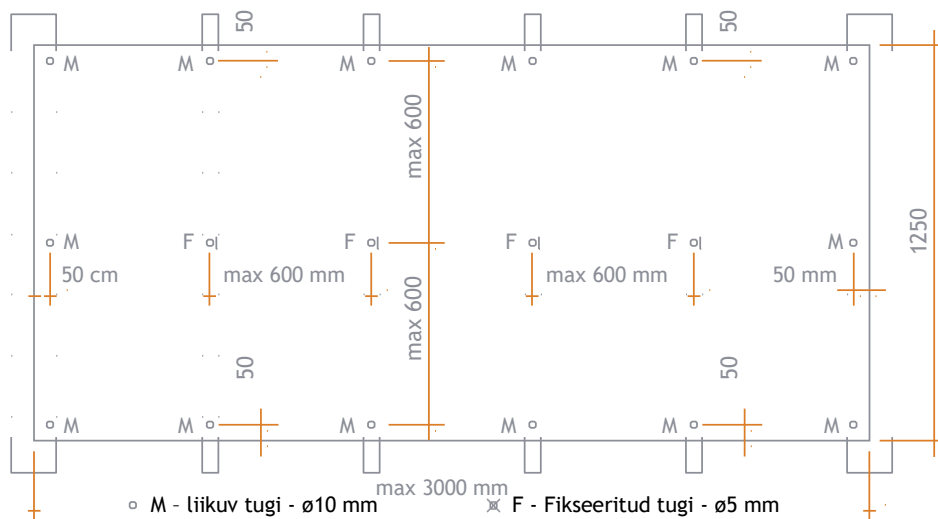 50 50
M M M M M M
max 600
M F F F F M
1250
50 cm max 600 mm max 600 mm 50 mm
max 600
50 50
M M M M M M
max 3000 mm
M - liikuv tugi - ø10 mm F - Fikseeritud tugi - ø5 mm